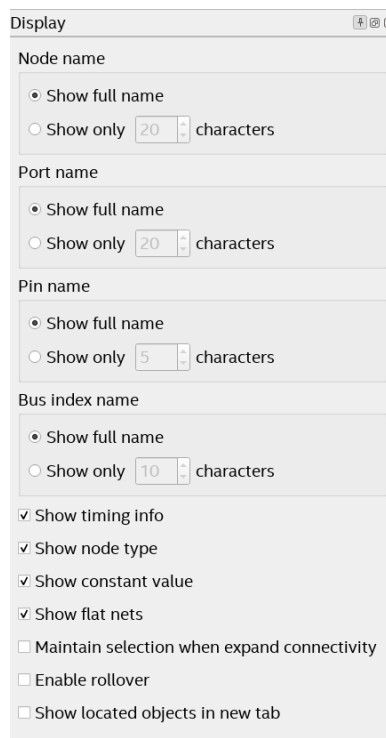 Display
Node name
Show full name
Show only 20 characters
Port name
Show full name
Show only 20 characters
Pin name
Show full name
Show only 5 characters
Bus index name
Show full name
Show only 10 characters
Show timing info
Show node type
Show constant value
Show flat nets
Maintain selection when expand connectivity
Enable rollover
Show located objects in new tab